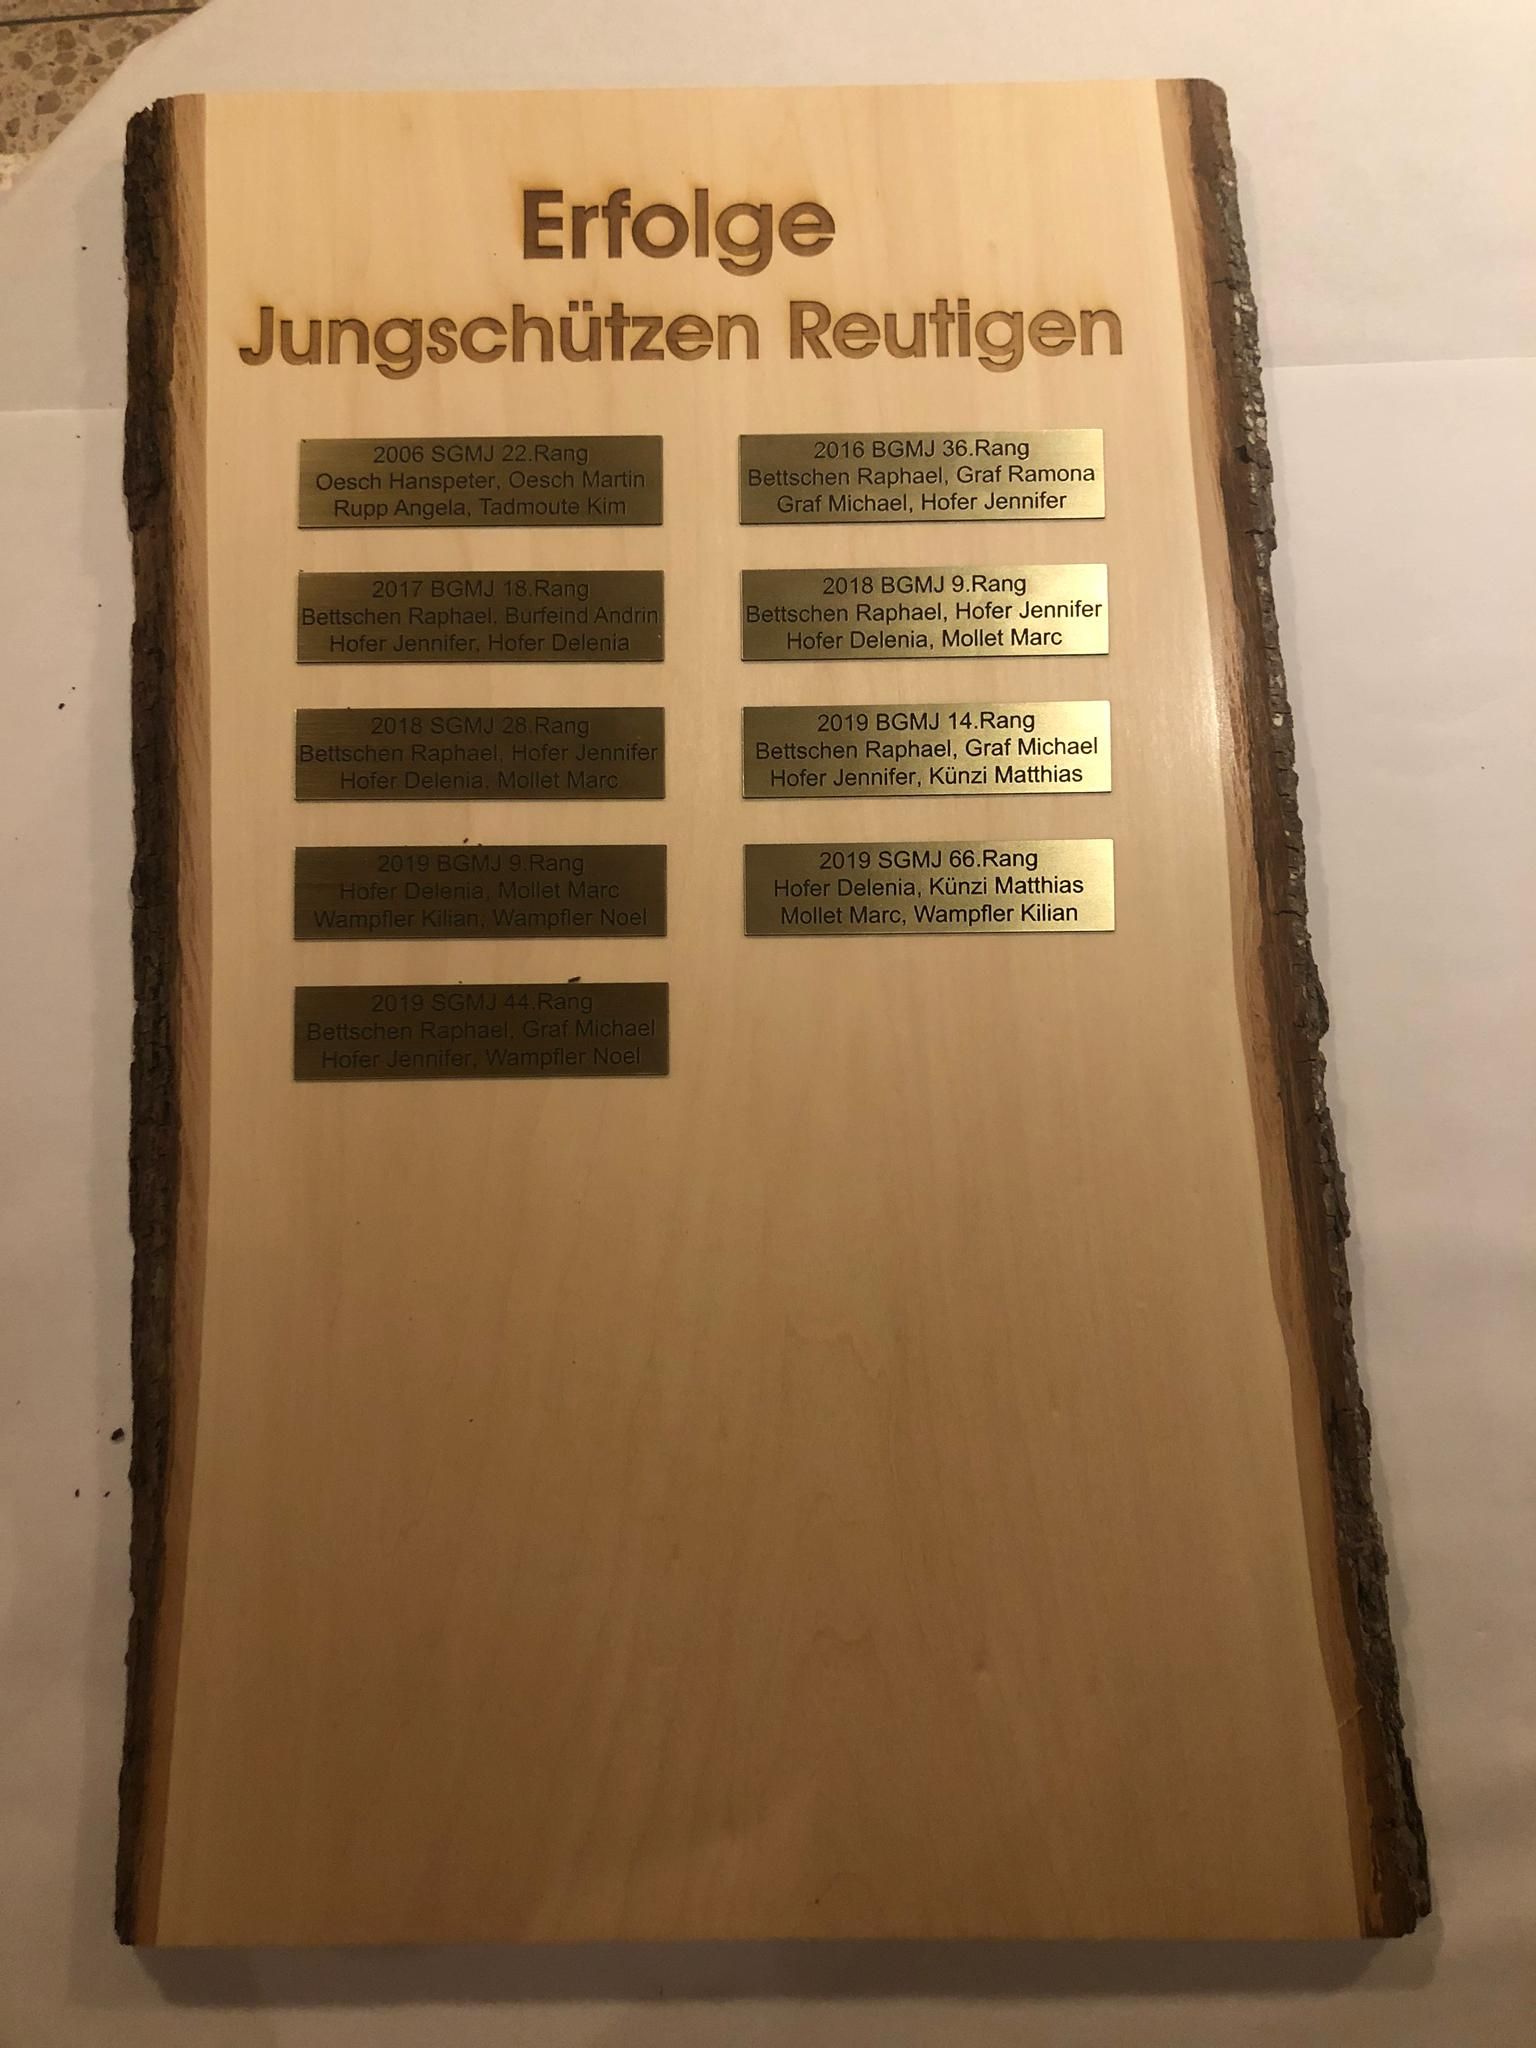 Erfolge
Jungschützen Reutigen
2006 SGMJ 22.Rang
Oesch Hanspeter, Oesch Martin
Rupp Angela, Tadmoute Kim
2016 BGMJ 36.Rang
Bettschen Raphael, Graf Ramona
Graf Michael, Hofer Jennifer
2017 BGMJ 18.Rang
Bettschen Raphael, Burfeind Andrin
Hofer Jennifer, Hofer Delenia
2018 BGMJ 9.Rang
Bettschen Raphael, Hofer Jennifer
Hofer Delenia, Mollet Marc
2018 SGMJ 28.Rang
Bettschen Raphael, Hofer Jennifer
Hofer Delenia, Mollet Marc
2019 BGMJ 14.Rang
Bettschen Raphael, Graf Michael
Hofer Jennifer, Künzi Matthias
2019 BGMJ 9.Rang
Hofer Delenia, Mollet Marc
Wampfler Kilian, Wampfler Noel
2019 SGMJ 66.Rang
Hofer Delenia, Künzi Matthias
Mollet Marc, Wampfler Kilian
2019 SGMJ 44.Rang
Bettschen Raphael, Graf Michael
Hofer Jennifer, Wampfler Noel